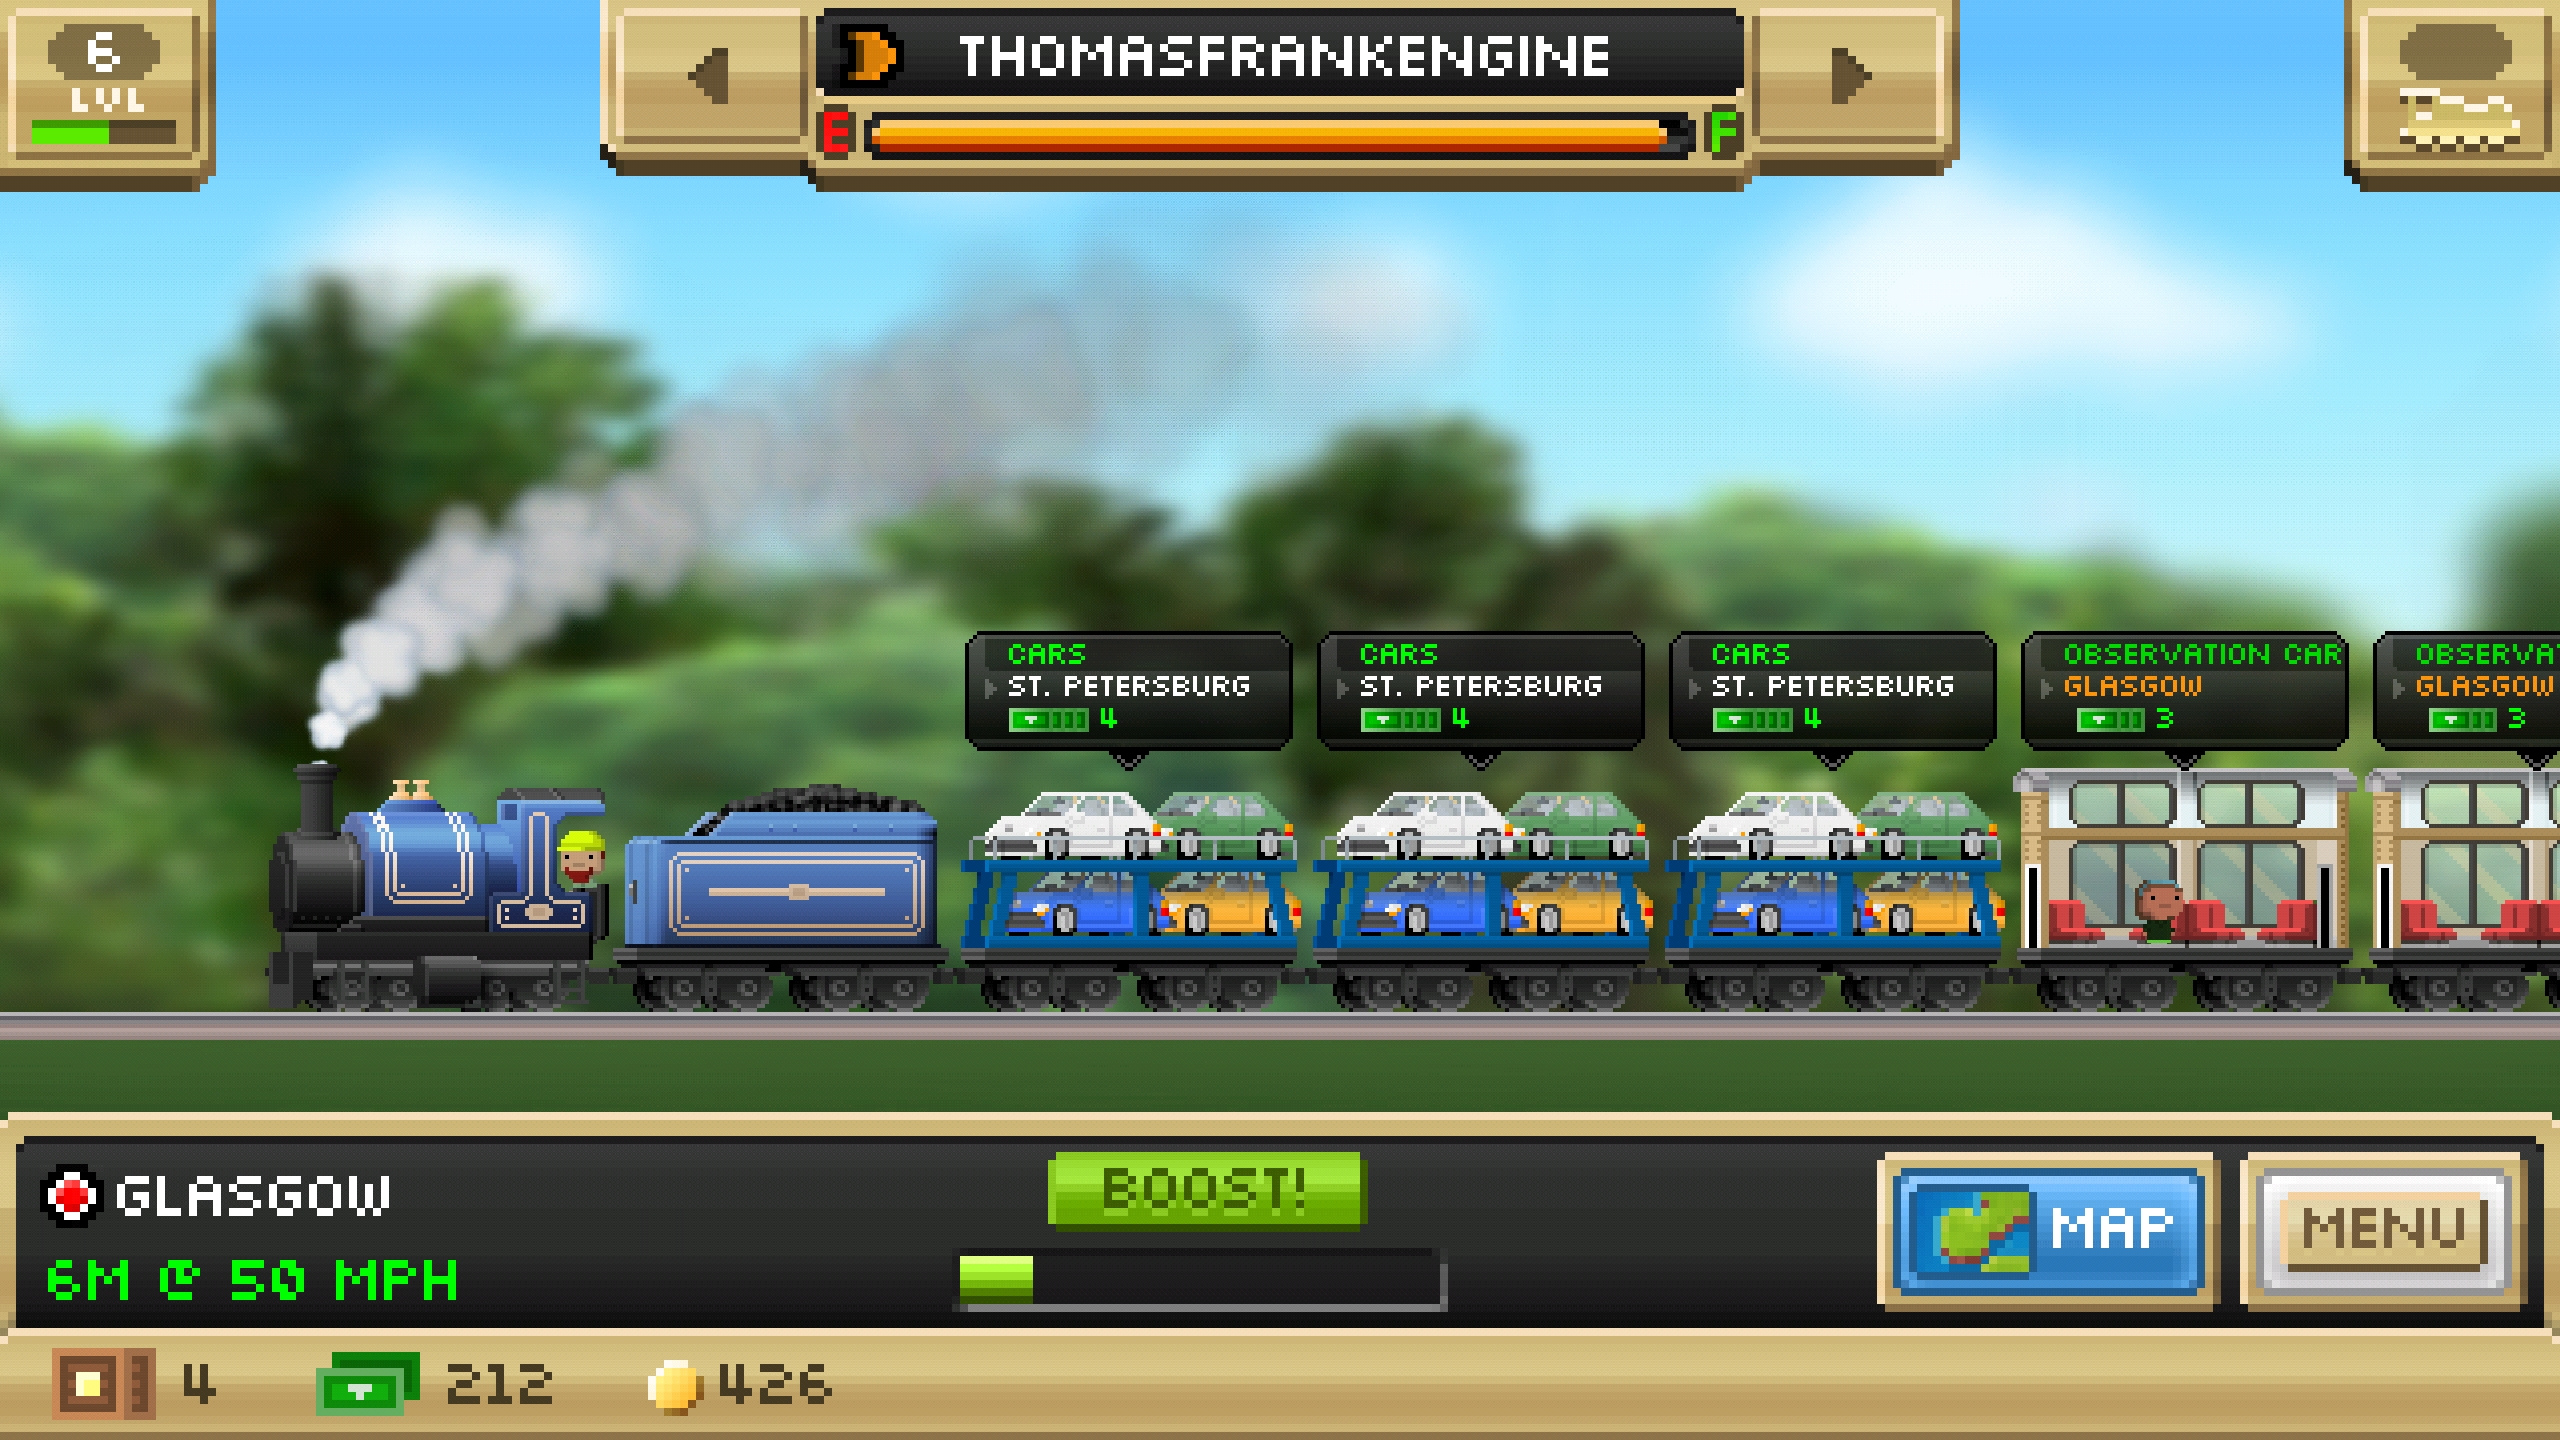 6
LVL
THOMASFRANKENGINE
E F
CARS
ST. PETERSBURG
4
CARS
ST. PETERSBURG
4
CARS
ST. PETERSBURG
4
OBSERVATION CAR
GLASGOW
3
OBSERVA
GLASGOW
3
GLASGOW
6M @ 50 MPH
BOOST!
MAP
MENU
4 212 426